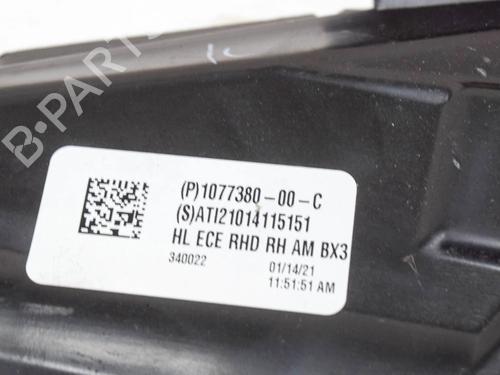 B-PARTS
(P)1077380-00-C
(S)ATI21014115151
HL ECE RHD RH AM BX3
340022
01/14/21
11:51:51 AM